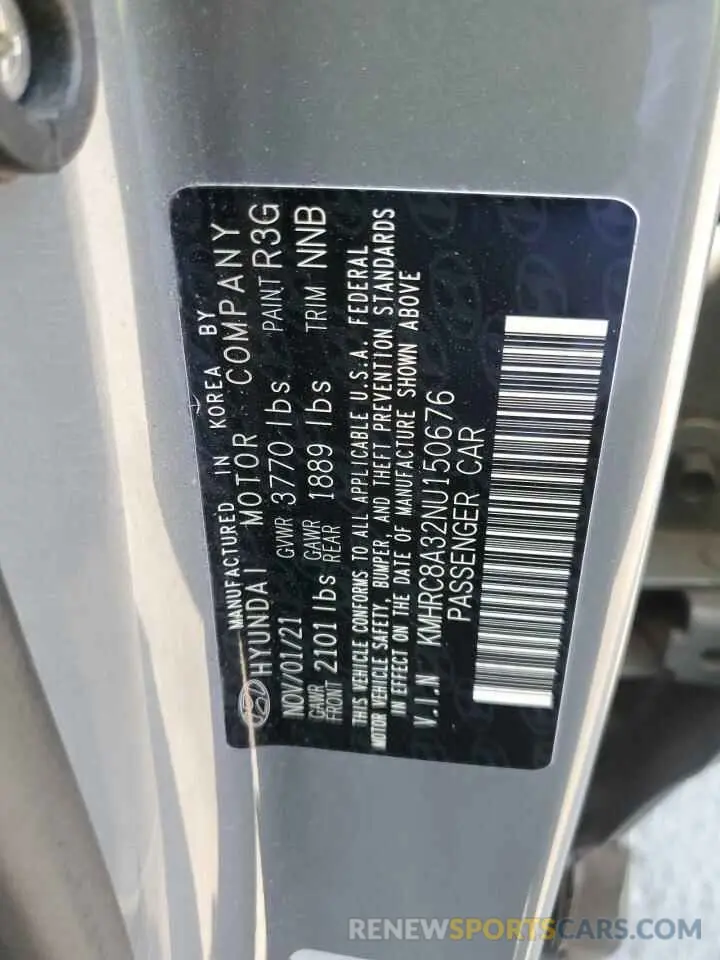 MANUFACTURED IN KOREA BY
HYUNDAI MOTOR COMPANY
NOV/01/21 GVWR 3770 lbs PAINT R3G
GAWR FRONT 2101 lbs GAWR REAR 1889 lbs TRIM NNB
THIS VEHICLE CONFORMS TO ALL APPLICABLE U.S.A. FEDERAL
MOTOR VEHICLE SAFETY, BUMPER, AND THEFT PREVENTION STANDARDS
IN EFFECT ON THE DATE OF MANUFACTURE SHOWN ABOVE
V.I.N KMHRC8A32NU150676
PASSENGER CAR
RENEWSPORTSCARS.COM